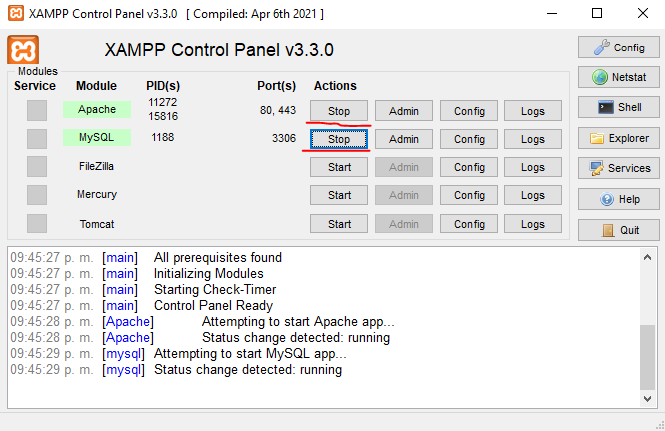 XAMPP Control Panel v3.3.0 [ Compiled: Apr 6th 2021 ]
XAMPP Control Panel v3.3.0
Config
Modules
Service Module PID(s) Port(s) Actions
Netstat
Apache 11272 15816 80, 443 Stop Admin Config Logs
Shell
MySQL 1188 3306 Stop Admin Config Logs
Explorer
FileZilla Start Admin Config Logs
Services
Mercury Start Admin Config Logs
Help
Tomcat Start Admin Config Logs
Quit
09:45:27 p. m. [main] All prerequisites found
09:45:27 p. m. [main] Initializing Modules
09:45:27 p. m. [main] Starting Check-Timer
09:45:27 p. m. [main] Control Panel Ready
09:45:28 p. m. [Apache] Attempting to start Apache app...
09:45:28 p. m. [Apache] Status change detected: running
09:45:29 p. m. [mysql] Attempting to start MySQL app...
09:45:29 p. m. [mysql] Status change detected: running